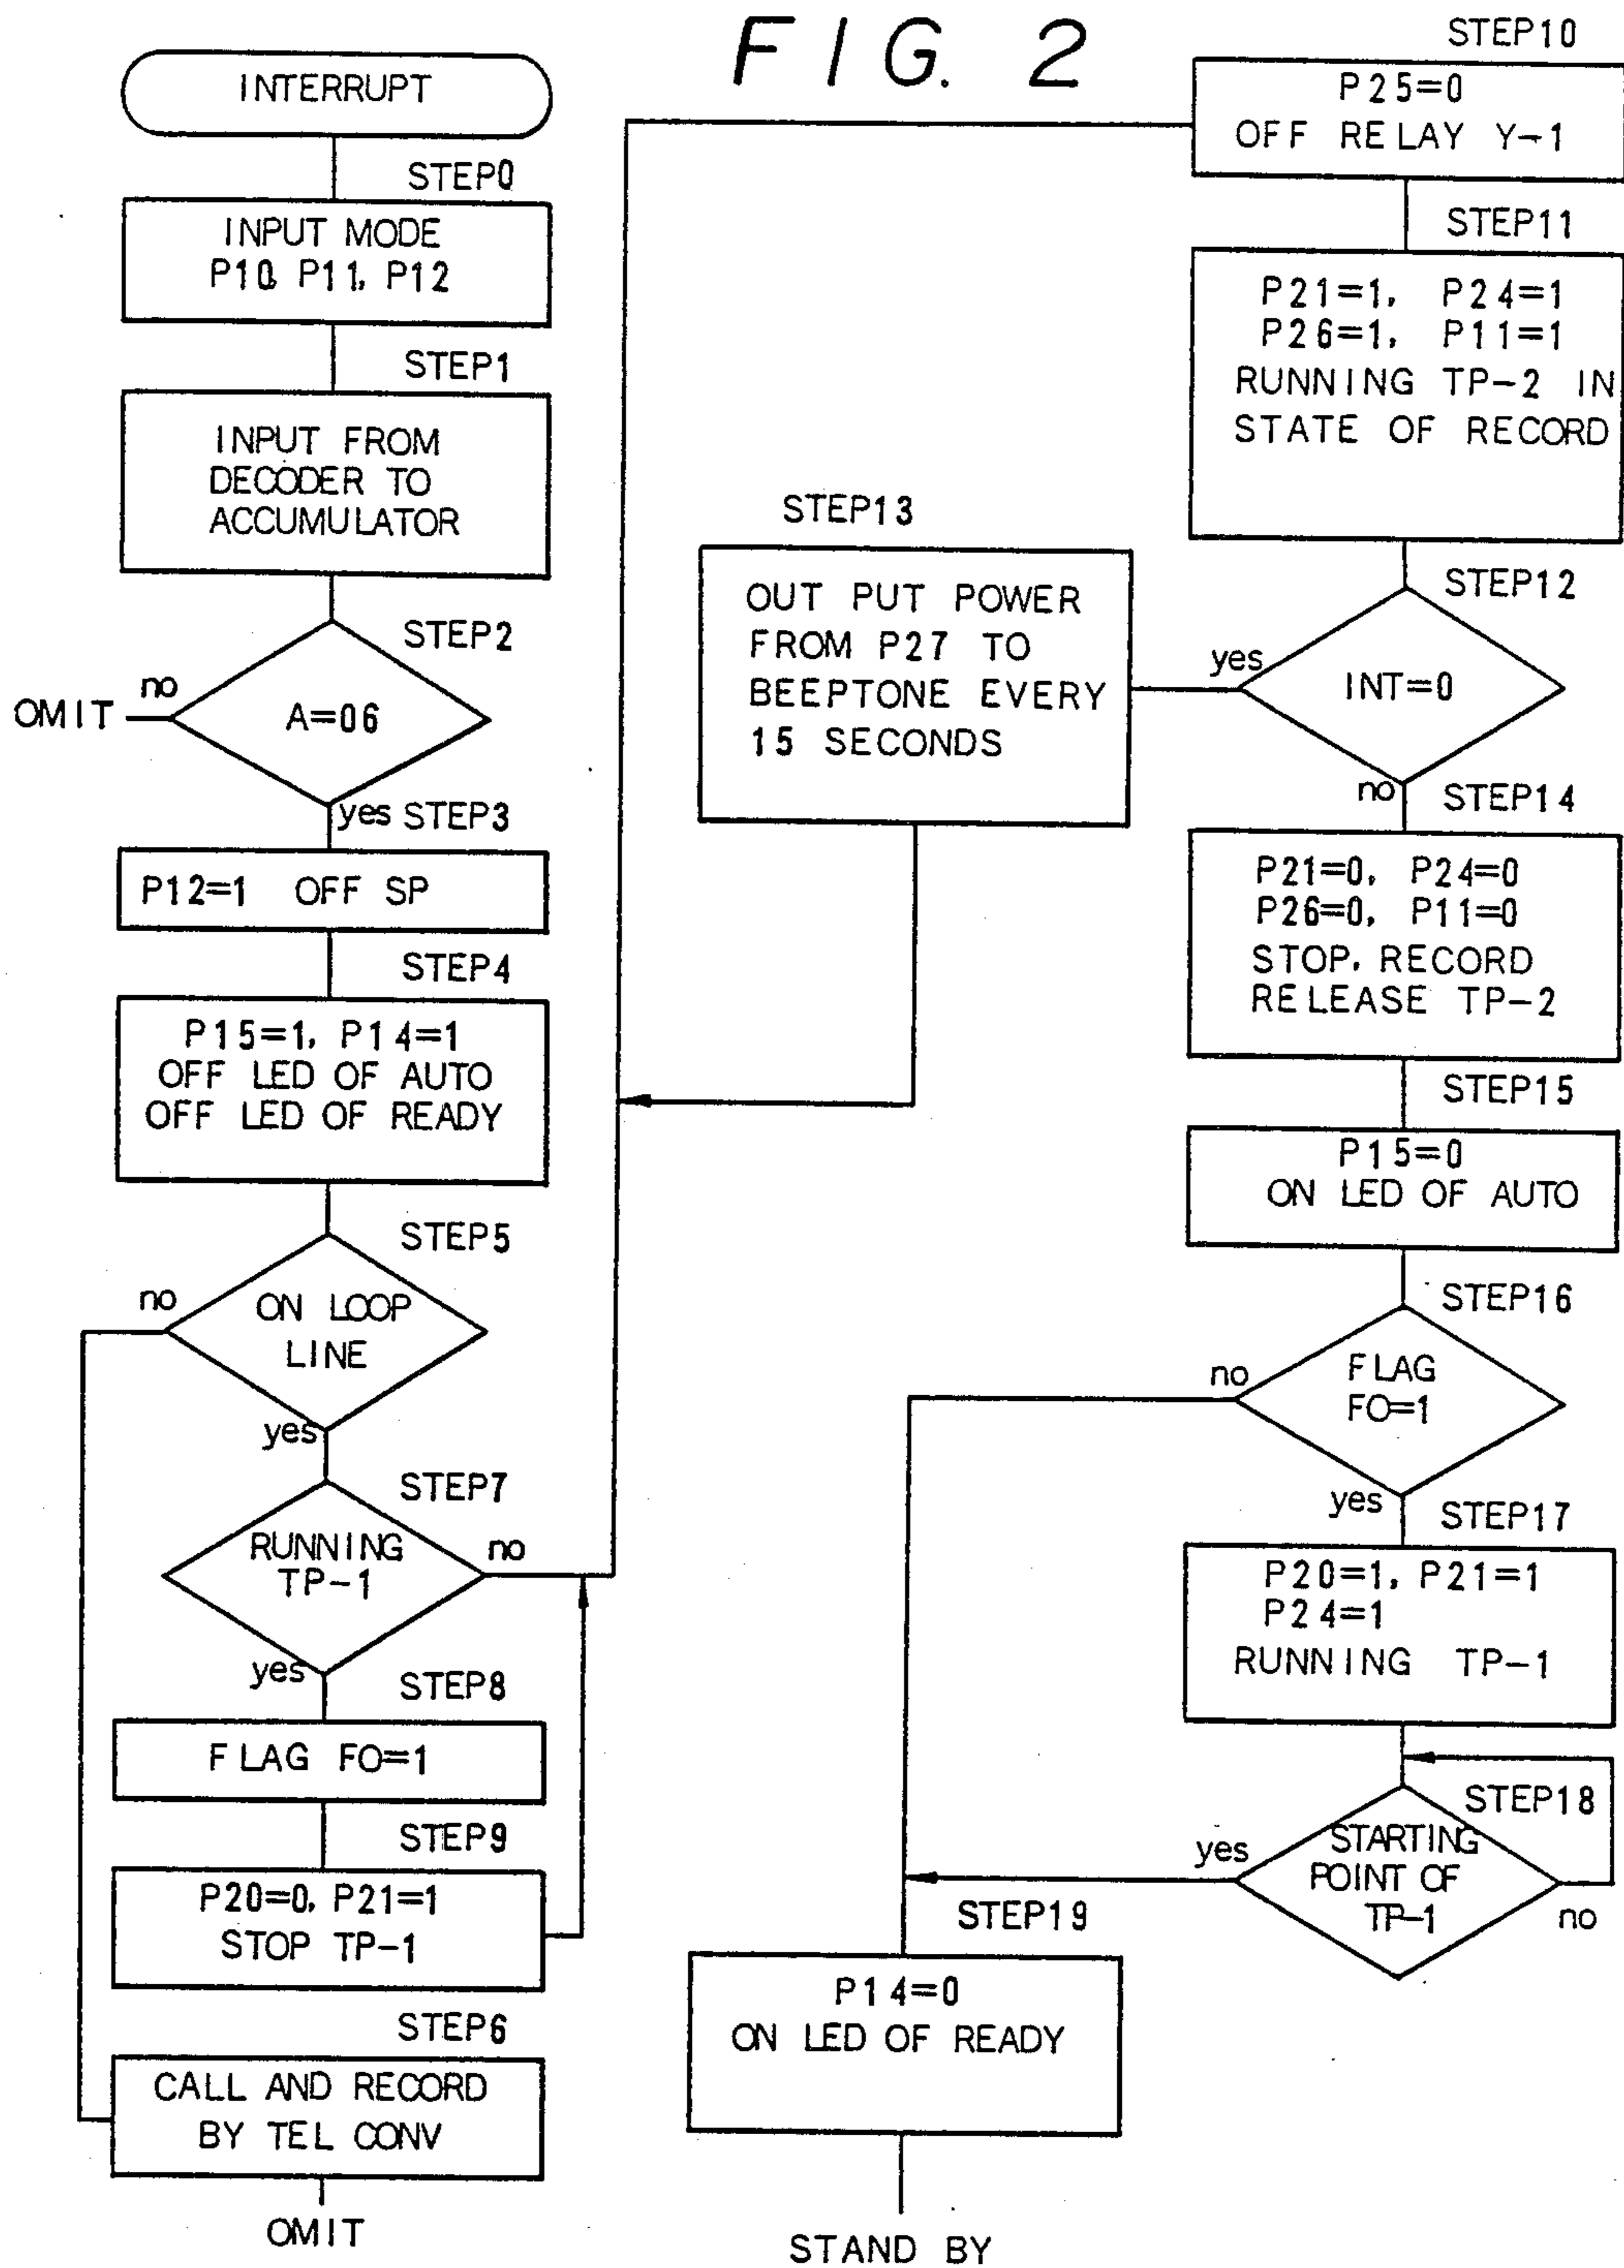 FIG. 2
INTERRUPT
STEP0
INPUT MODE
P10, P11, P12
STEP1
INPUT FROM
DECODER TO
ACCUMULATOR
STEP2
no
OMIT
A=06
yes
STEP3
P12=1 OFF SP
STEP4
P15=1, P14=1
OFF LED OF AUTO
OFF LED OF READY
STEP5
no
ON LOOP
LINE
yes
STEP7
RUNNING
TP-1
no
yes
STEP8
FLAG FO=1
STEP9
P20=0, P21=1
STOP TP-1
STEP6
CALL AND RECORD
BY TEL CONV
OMIT
STEP10
P25=0
OFF RELAY Y-1
STEP11
P21=1, P24=1
P26=1, P11=1
RUNNING TP-2 IN
STATE OF RECORD
STEP12
yes
INT=0
no
STEP13
OUT PUT POWER
FROM P27 TO
BEEPTONE EVERY
15 SECONDS
STEP14
P21=0, P24=0
P26=0, P11=0
STOP, RECORD
RELEASE TP-2
STEP15
P15=0
ON LED OF AUTO
STEP16
no
FLAG
FO=1
yes
STEP17
P20=1, P21=1
P24=1
RUNNING TP-1
STEP18
yes
STARTING
POINT OF
TP-1
no
STEP19
P14=0
ON LED OF READY
STAND BY